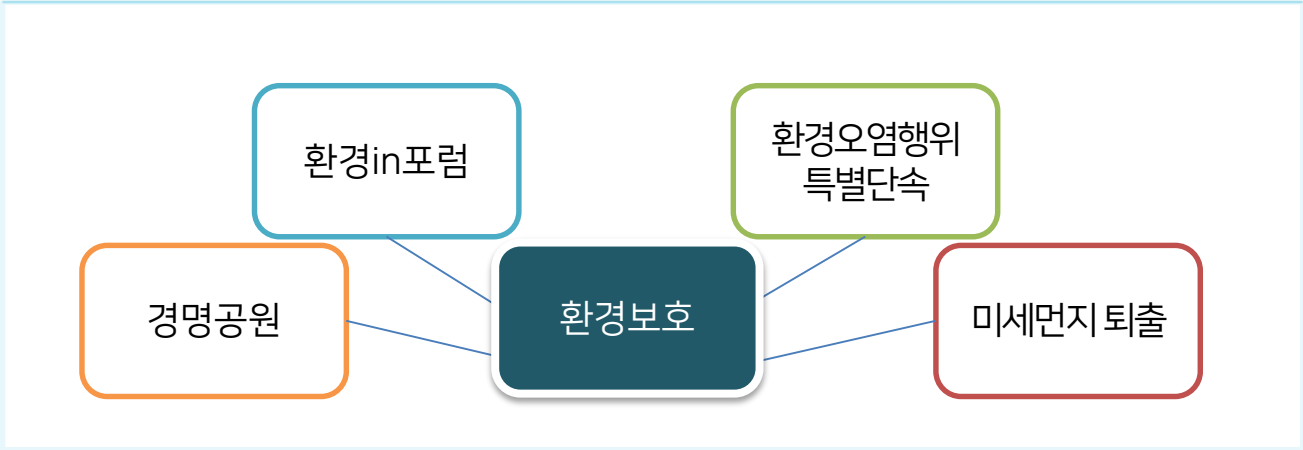 환경in포럼
환경오염행위
특별단속
경명공원
환경보호
미세먼지 퇴출